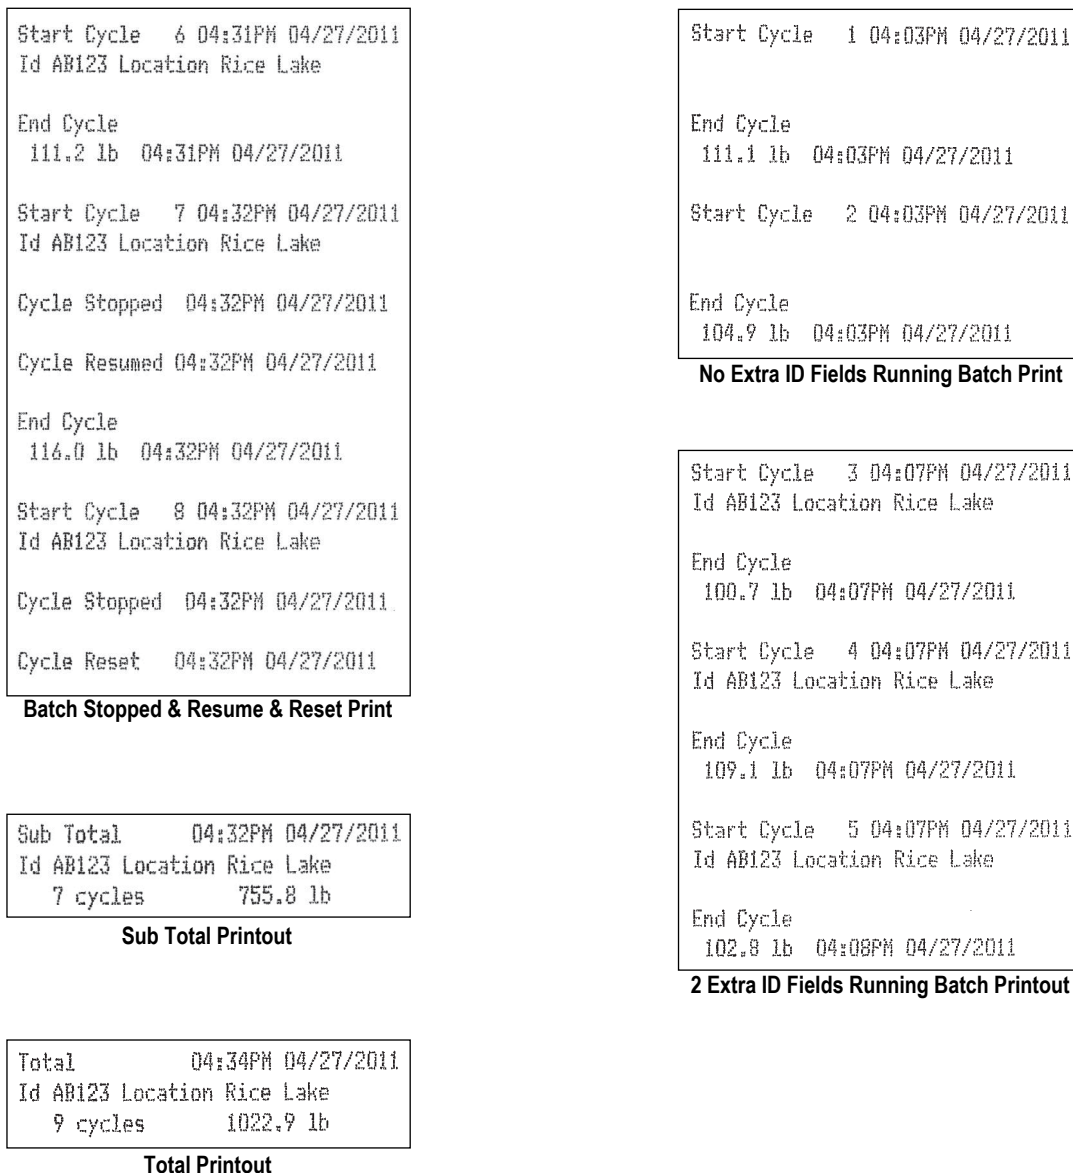 Start Cycle   6 04:31PM 04/27/2011
Id AB123 Location Rice Lake
End Cycle
111.2 lb  04:31PM 04/27/2011
Start Cycle   7 04:32PM 04/27/2011
Id AB123 Location Rice Lake
Cycle Stopped  04:32PM 04/27/2011
Cycle Resumed 04:32PM 04/27/2011
End Cycle
116.0 lb  04:32PM 04/27/2011
Start Cycle   8 04:32PM 04/27/2011
Id AB123 Location Rice Lake
Cycle Stopped  04:32PM 04/27/2011
Cycle Reset   04:32PM 04/27/2011
Batch Stopped & Resume & Reset Print
Sub Total       04:32PM 04/27/2011
Id AB123 Location Rice Lake
7 cycles          755.8 lb
Sub Total Printout
Total           04:34PM 04/27/2011
Id AB123 Location Rice Lake
9 cycles         1022.9 lb
Total Printout
Start Cycle   1 04:03PM 04/27/2011
End Cycle
111.1 lb  04:03PM 04/27/2011
Start Cycle   2 04:03PM 04/27/2011
End Cycle
104.9 lb  04:03PM 04/27/2011
No Extra ID Fields Running Batch Print
Start Cycle   3 04:07PM 04/27/2011
Id AB123 Location Rice Lake
End Cycle
100.7 lb  04:07PM 04/27/2011
Start Cycle   4 04:07PM 04/27/2011
Id AB123 Location Rice Lake
End Cycle
109.1 lb  04:07PM 04/27/2011
Start Cycle   5 04:07PM 04/27/2011
Id AB123 Location Rice Lake
End Cycle
102.8 lb  04:08PM 04/27/2011
2 Extra ID Fields Running Batch Printout